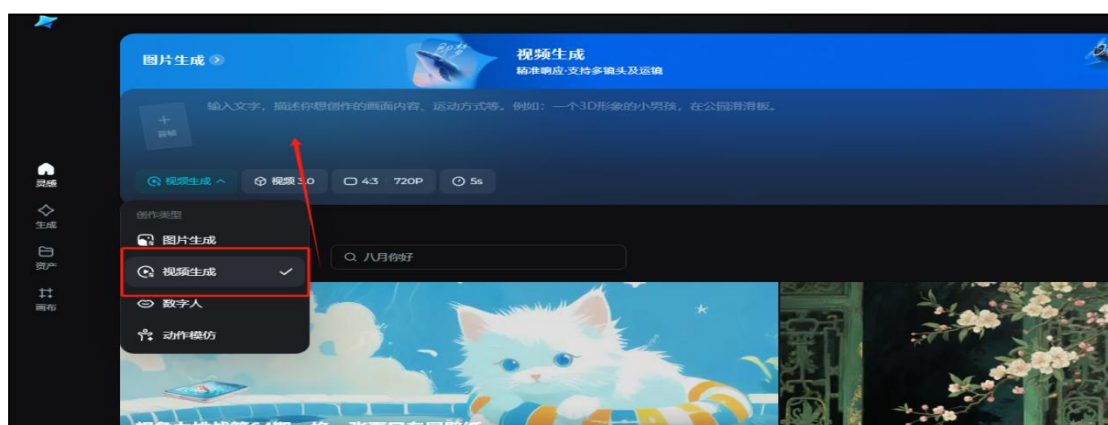 图片生成
视频生成
精准响应·支持多镜头及运镜
输入文字，描述你想创作的画面内容、运动方式等。例如：一个3D形象的小男孩，在公园滑滑板。
首帧
视频生成
视频 3.0
4:3
720P
5s
灵感
生成
资产
画布
创作类型
图片生成
视频生成
数字人
动作模仿
八月你好